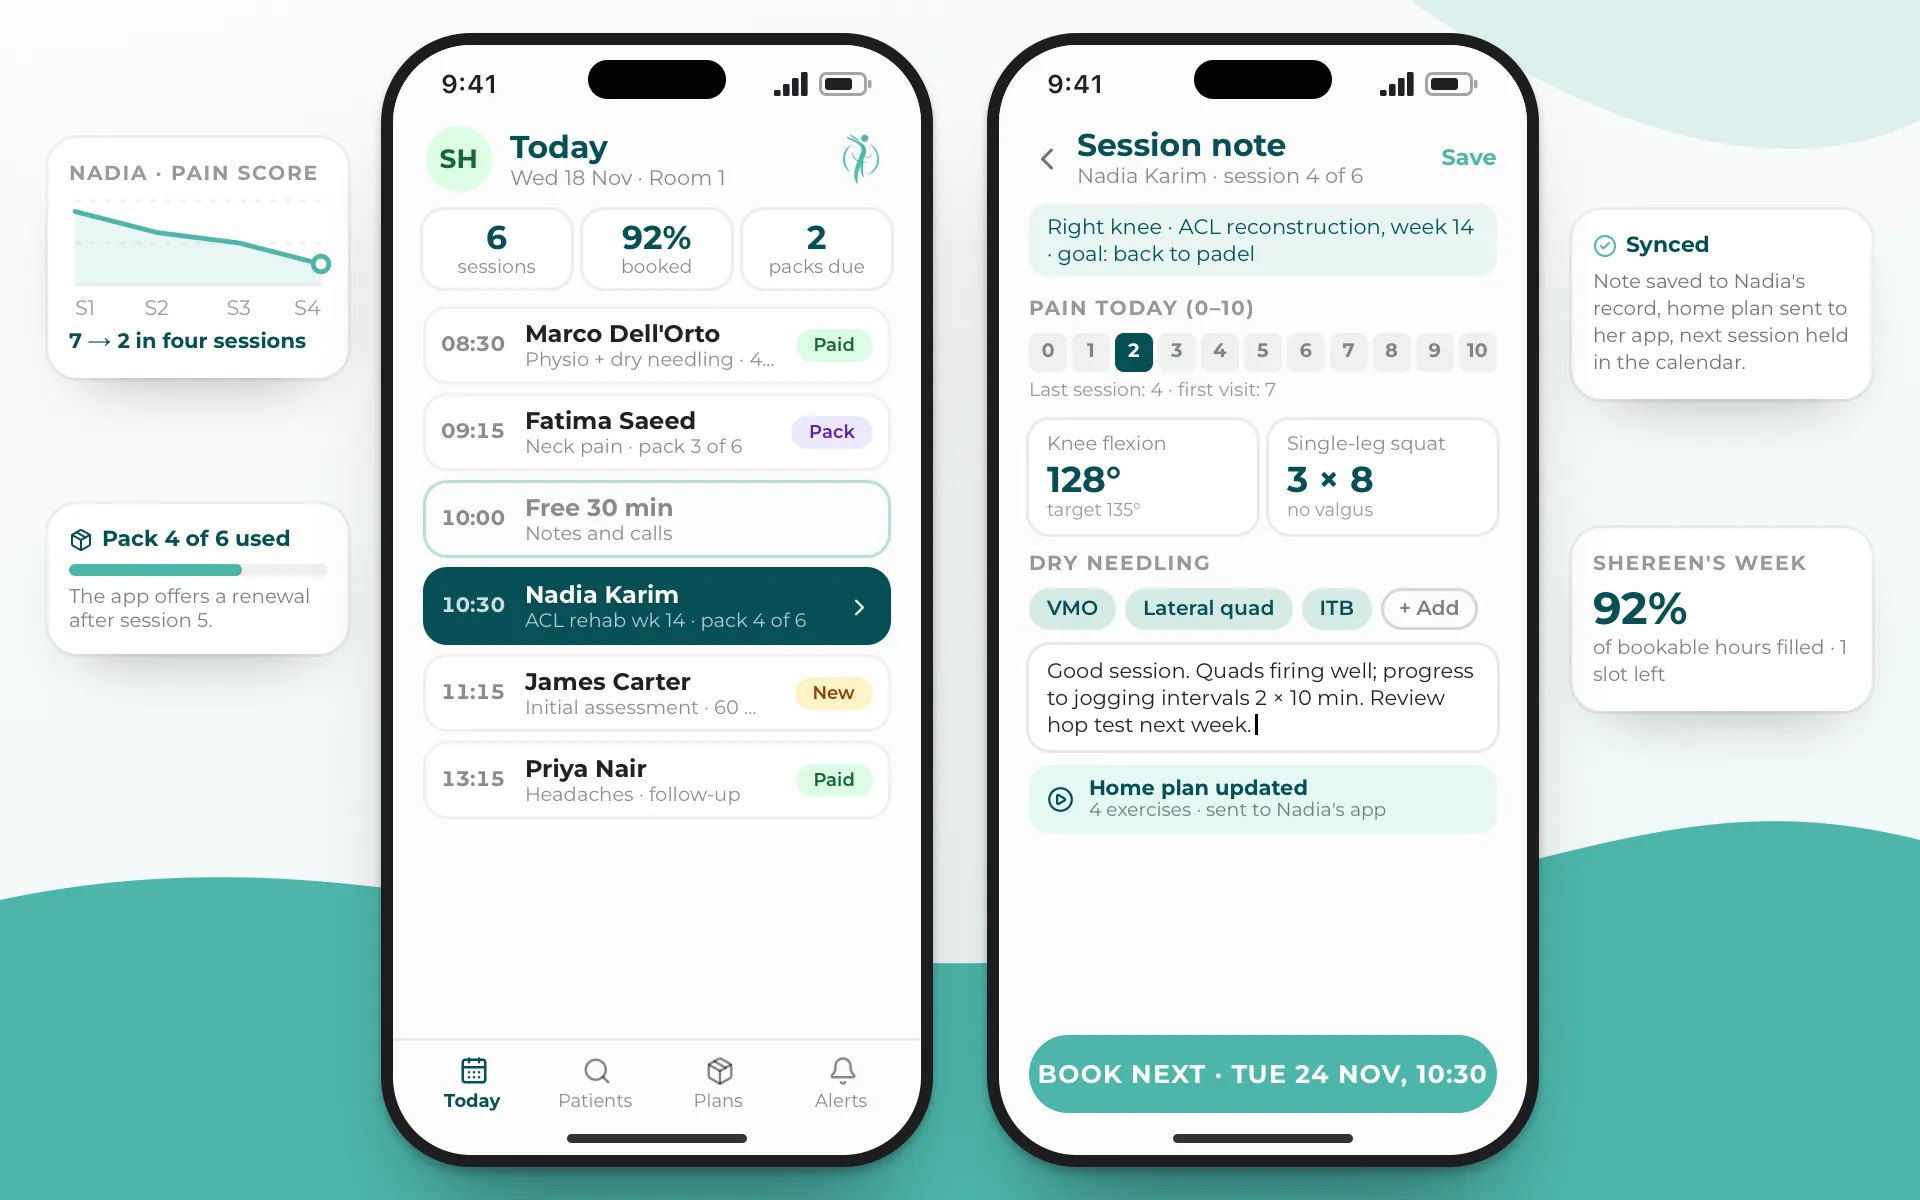 NADIA · PAIN SCORE
S1 S2 S3 S4
7 → 2 in four sessions
Pack 4 of 6 used
The app offers a renewal
after session 5.
9:41
SH
Today
Wed 18 Nov · Room 1
6
sessions
92%
booked
2
packs due
08:30
Marco Dell'Orto
Physio + dry needling · 4...
Paid
09:15
Fatima Saeed
Neck pain · pack 3 of 6
Pack
10:00
Free 30 min
Notes and calls
10:30
Nadia Karim
ACL rehab wk 14 · pack 4 of 6
11:15
James Carter
Initial assessment · 60 ...
New
13:15
Priya Nair
Headaches · follow-up
Paid
Today
Patients
Plans
Alerts
9:41
Session note
Nadia Karim · session 4 of 6
Save
Right knee · ACL reconstruction, week 14
· goal: back to padel
PAIN TODAY (0–10)
0 1 2 3 4 5 6 7 8 9 10
Last session: 4 · first visit: 7
Knee flexion
128°
target 135°
Single-leg squat
3 × 8
no valgus
DRY NEEDLING
VMO
Lateral quad
ITB
+ Add
Good session. Quads firing well; progress
to jogging intervals 2 × 10 min. Review
hop test next week.
Home plan updated
4 exercises · sent to Nadia's app
BOOK NEXT · TUE 24 NOV, 10:30
Synced
Note saved to Nadia's
record, home plan sent to
her app, next session held
in the calendar.
SHEREEN'S WEEK
92%
of bookable hours filled · 1
slot left